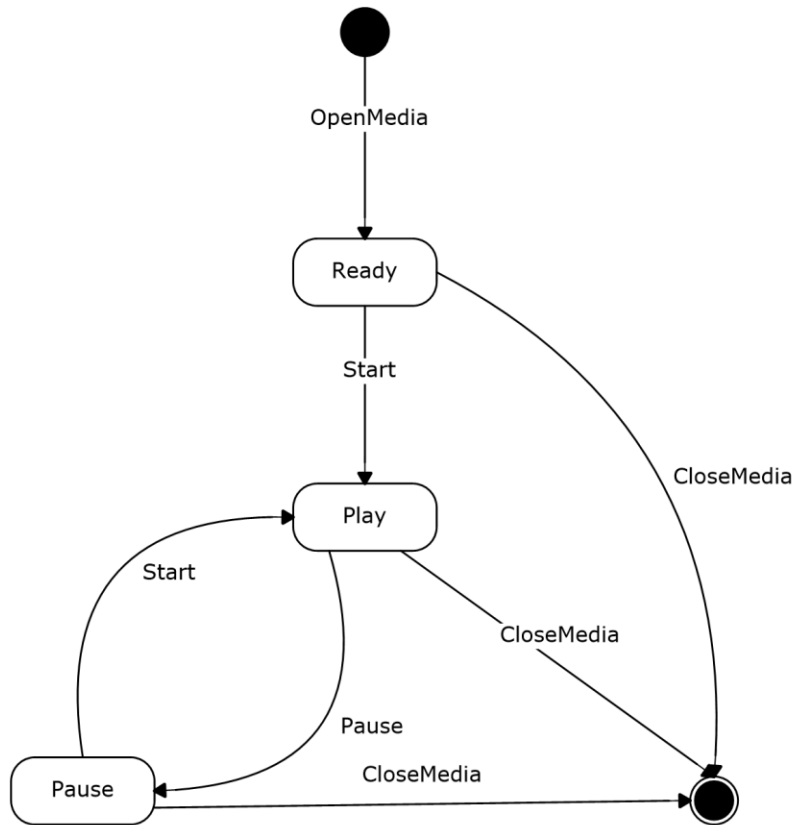 OpenMedia
Ready
Start
CloseMedia
Play
Start
CloseMedia
Pause
CloseMedia
Pause